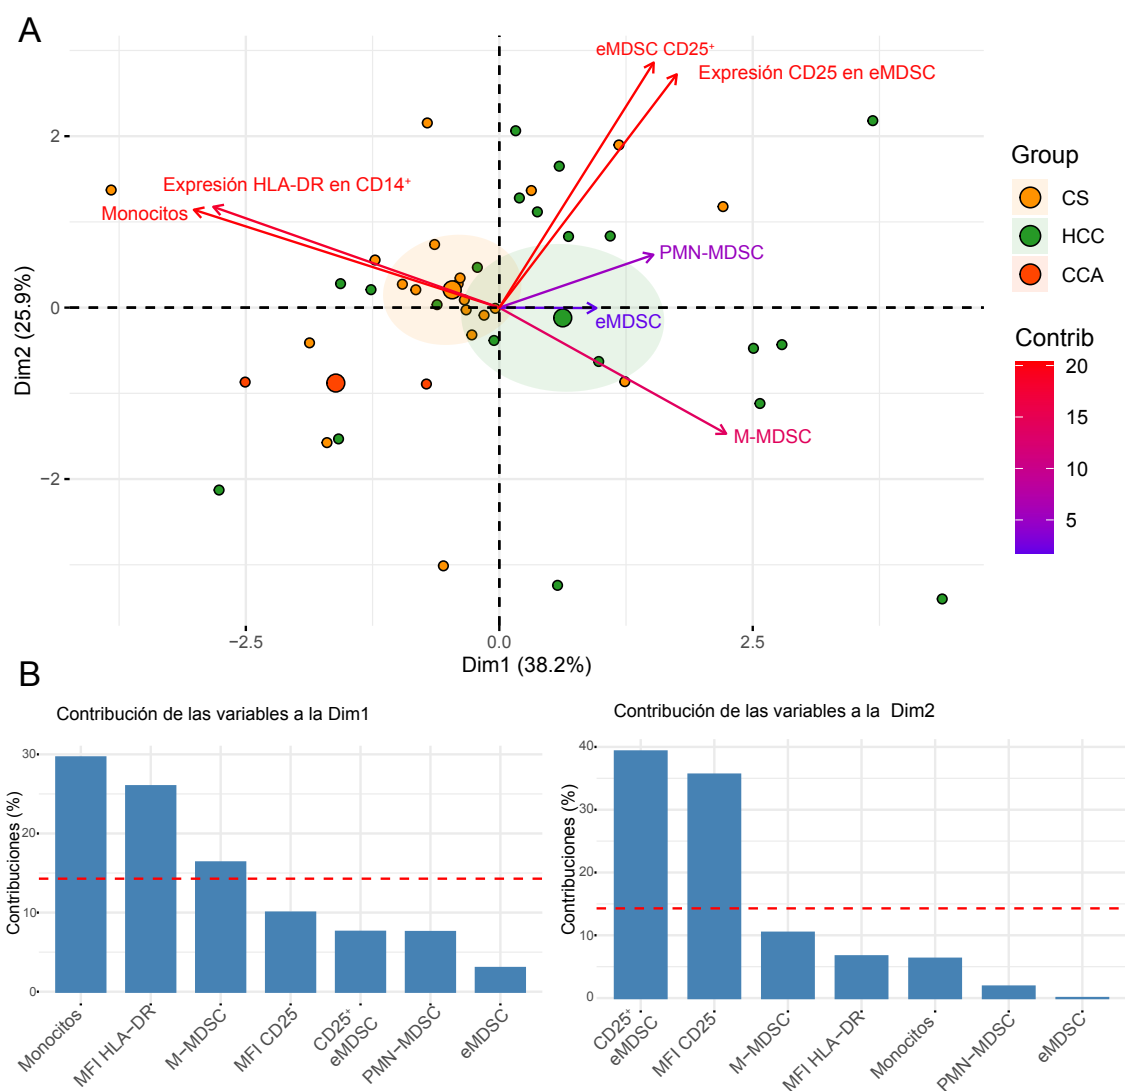 A
eMDSC CD25⁺
Expresión CD25 en eMDSC
Expresión HLA-DR en CD14⁺
Monocitos
PMN-MDSC
eMDSC
M-MDSC
Dim2 (25.9%)
2
0
−2
−2.5
0.0
2.5
Dim1 (38.2%)
Group
CS
HCC
CCA
Contrib
20
15
10
5
B
Contribución de las variables a la Dim1
Contribuciones (%)
30
20
10
0
Monocitos
MFI HLA−DR
M−MDSC
MFI CD25
CD25⁺
eMDSC
PMN−MDSC
eMDSC
Contribución de las variables a la Dim2
Contribuciones (%)
40
30
20
10
0
CD25⁺
eMDSC
MFI CD25
M−MDSC
MFI HLA−DR
Monocitos
PMN−MDSC
eMDSC